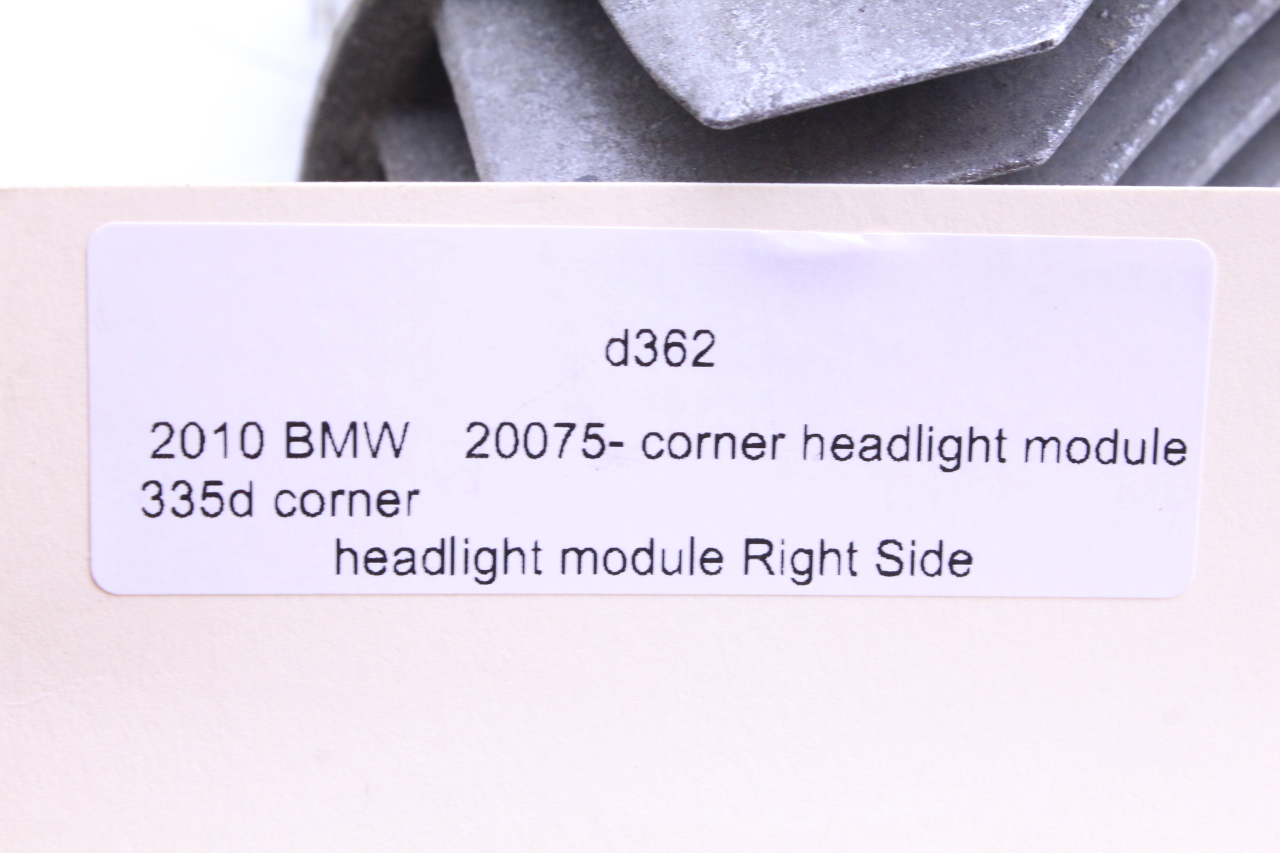 d362
2010 BMW 20075- corner headlight module
335d corner
headlight module Right Side